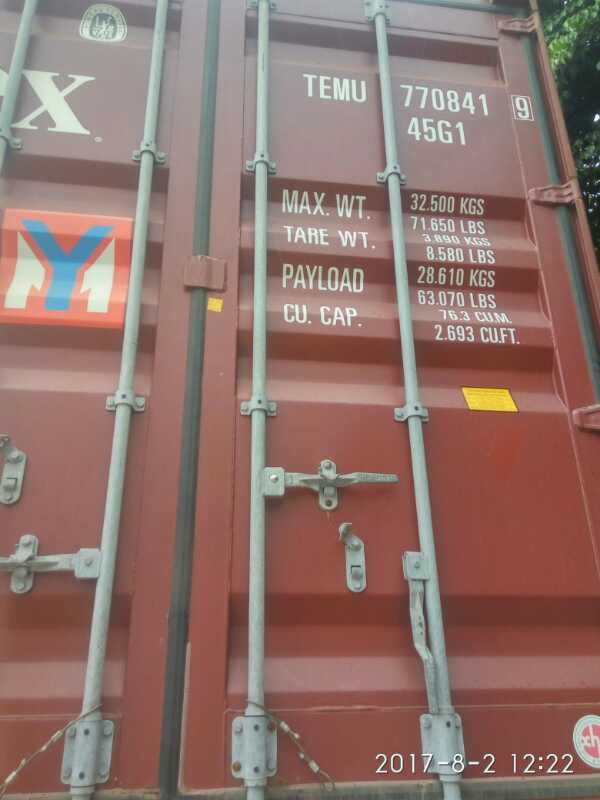 EX
YM
TEMU 770841 9
45G1
MAX. WT. 32.500 KGS
71.650 LBS
TARE WT. 3.890 KGS
8.580 LBS
PAYLOAD 28.610 KGS
63.070 LBS
CU. CAP. 76.3 CU.M.
2.693 CU.FT.
2017-8-2 12:22